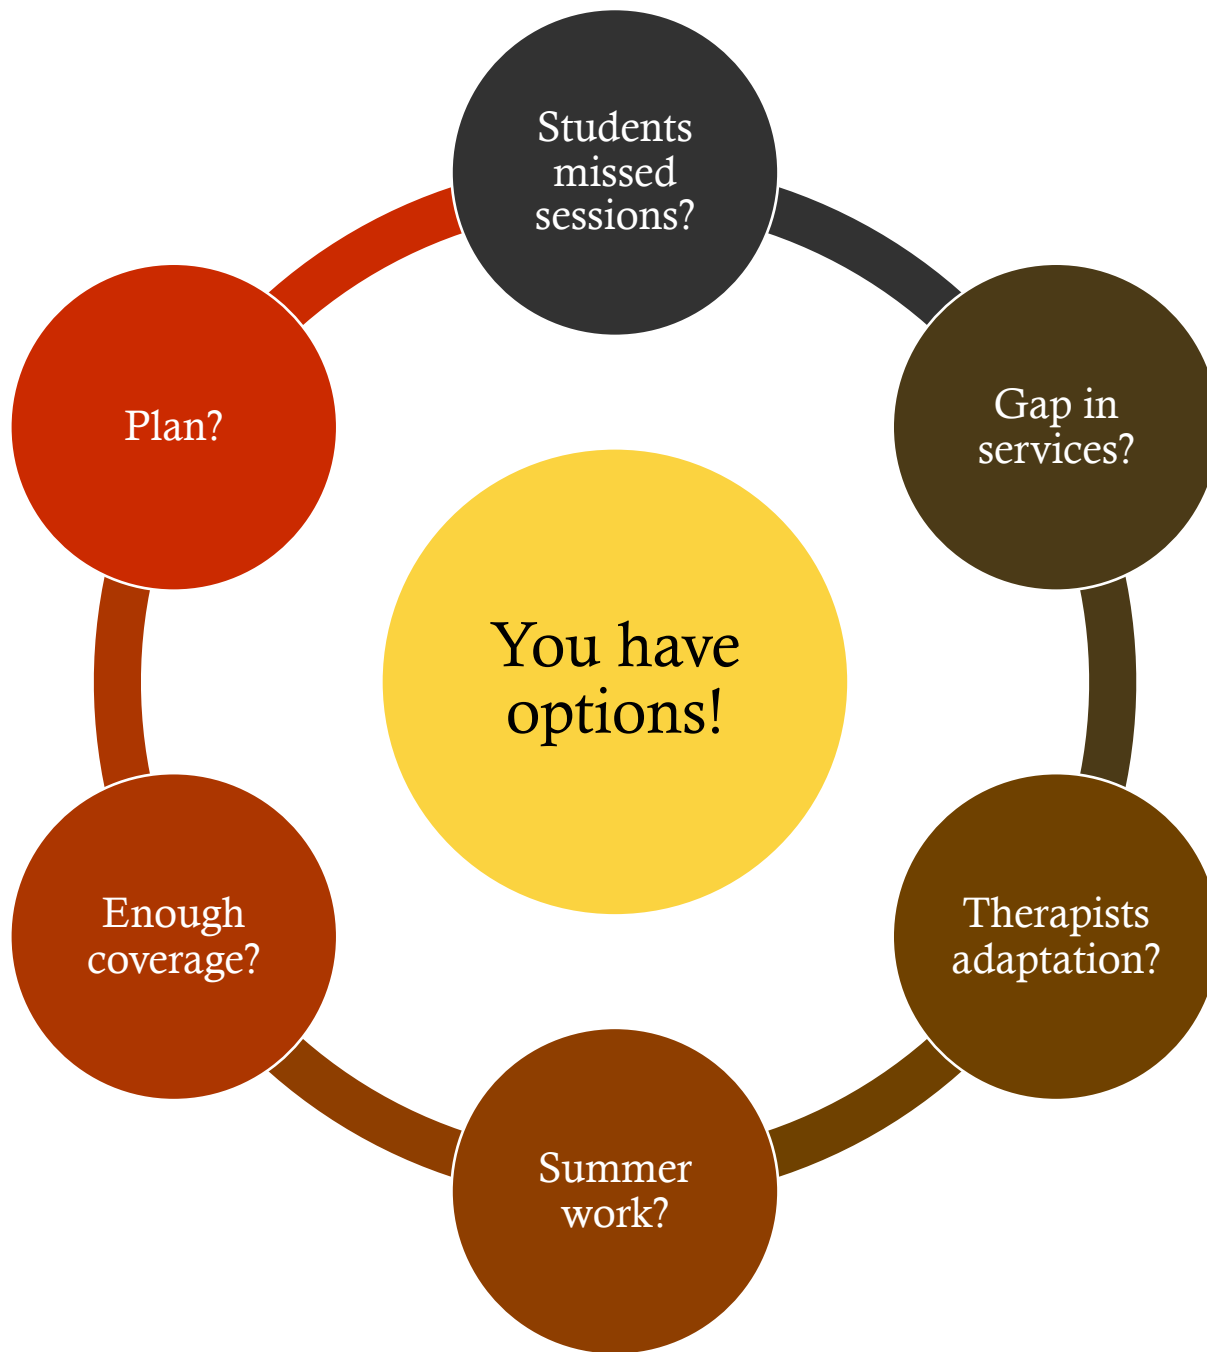 Students
missed
sessions?
Gap in
services?
Therapists
adaptation?
Summer
work?
Enough
coverage?
Plan?
You have
options!